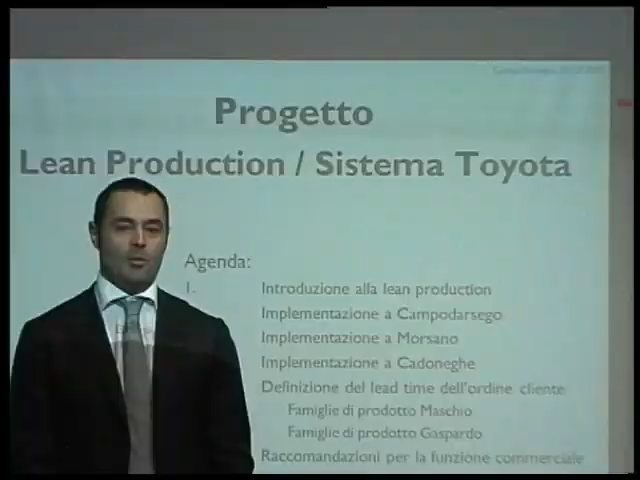 Progetto
Lean Production / Sistema Toyota
Agenda:
1. Introduzione alla lean production
Implementazione a Campodarsego
Implementazione a Morsano
Implementazione a Cadoneghe
Definizione del lead time dell'ordine cliente
Famiglie di prodotto Maschio
Famiglie di prodotto Gaspardo
Raccomandazioni per la funzione commerciale